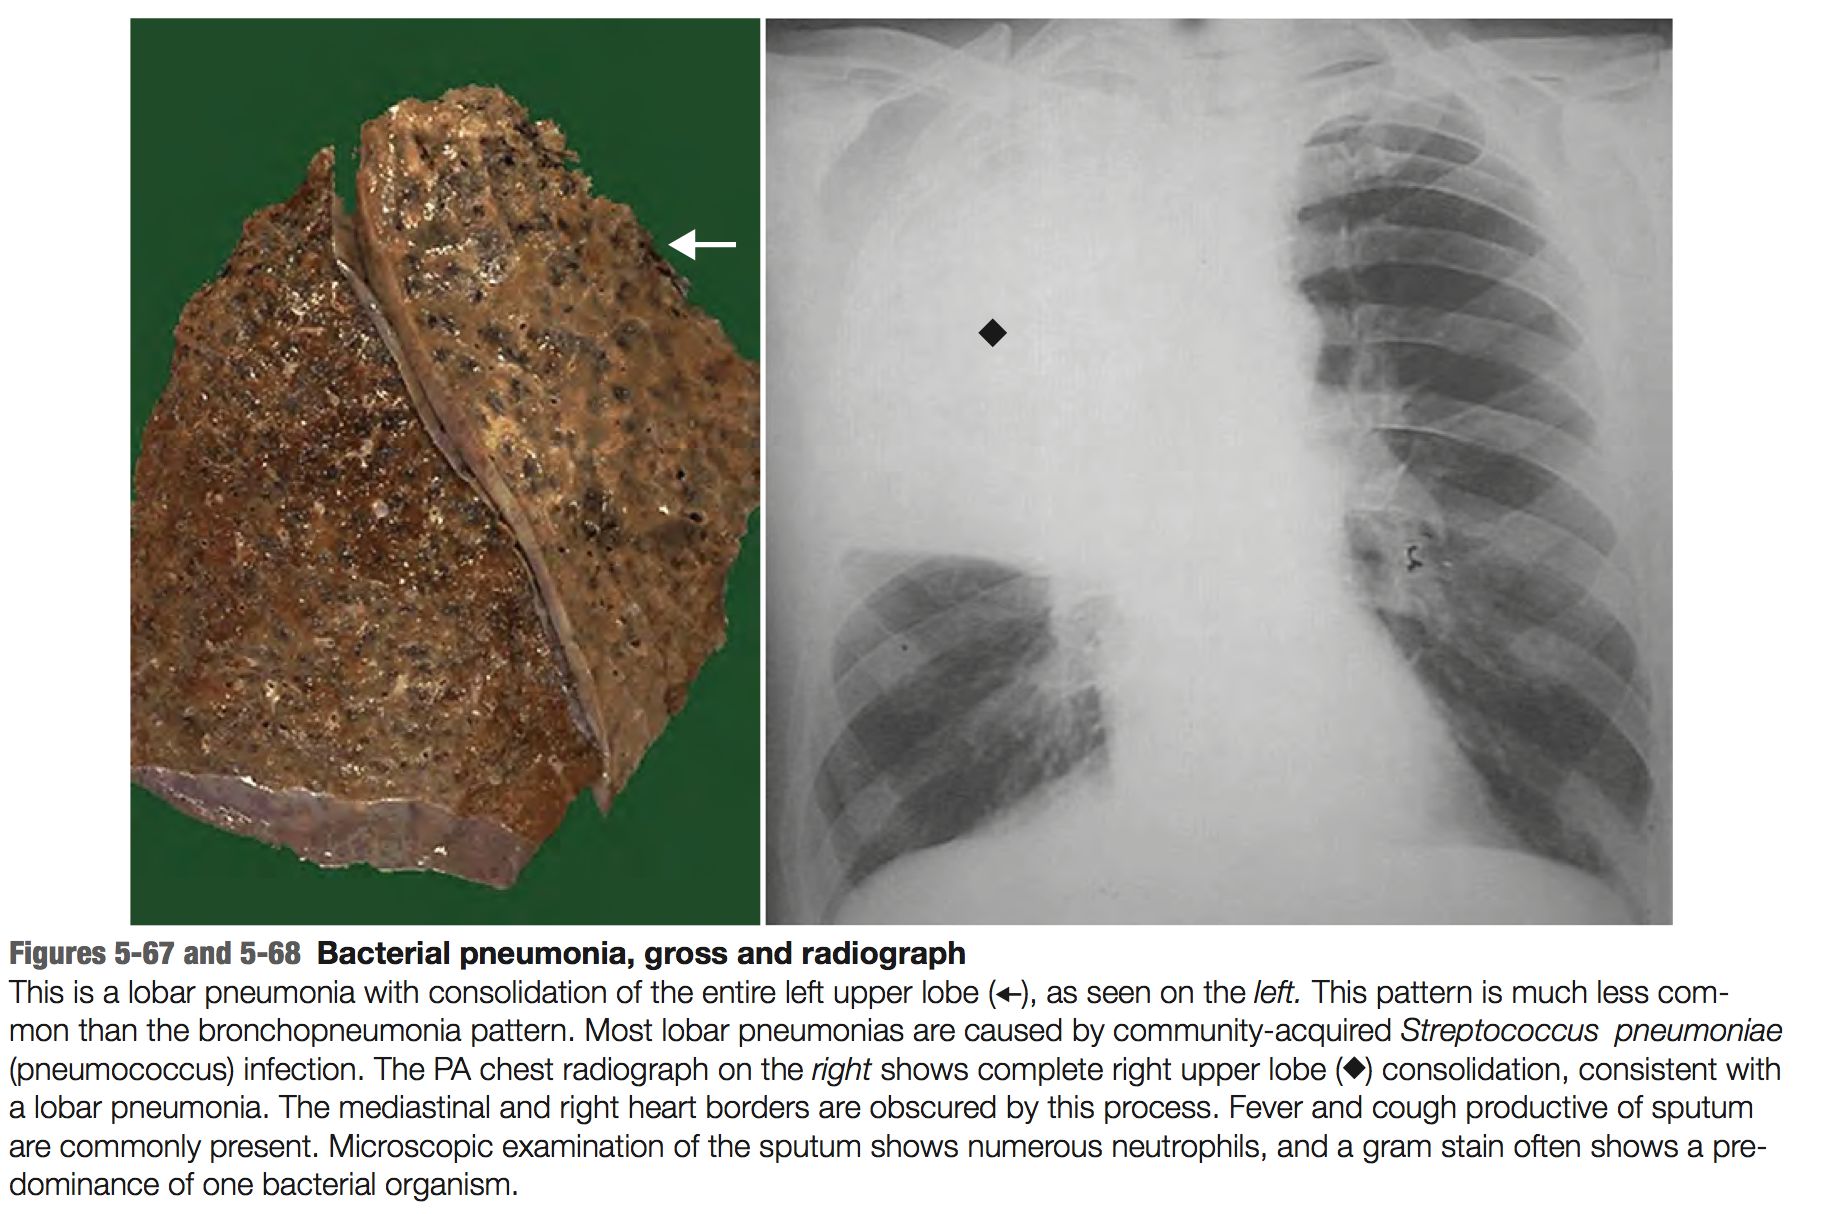 Figures 5-67 and 5-68 Bacterial pneumonia, gross and radiograph
This is a lobar pneumonia with consolidation of the entire left upper lobe (←), as seen on the left. This pattern is much less com-
mon than the bronchopneumonia pattern. Most lobar pneumonias are caused by community-acquired Streptococcus pneumoniae
(pneumococcus) infection. The PA chest radiograph on the right shows complete right upper lobe (◆) consolidation, consistent with
a lobar pneumonia. The mediastinal and right heart borders are obscured by this process. Fever and cough productive of sputum
are commonly present. Microscopic examination of the sputum shows numerous neutrophils, and a gram stain often shows a pre-
dominance of one bacterial organism.